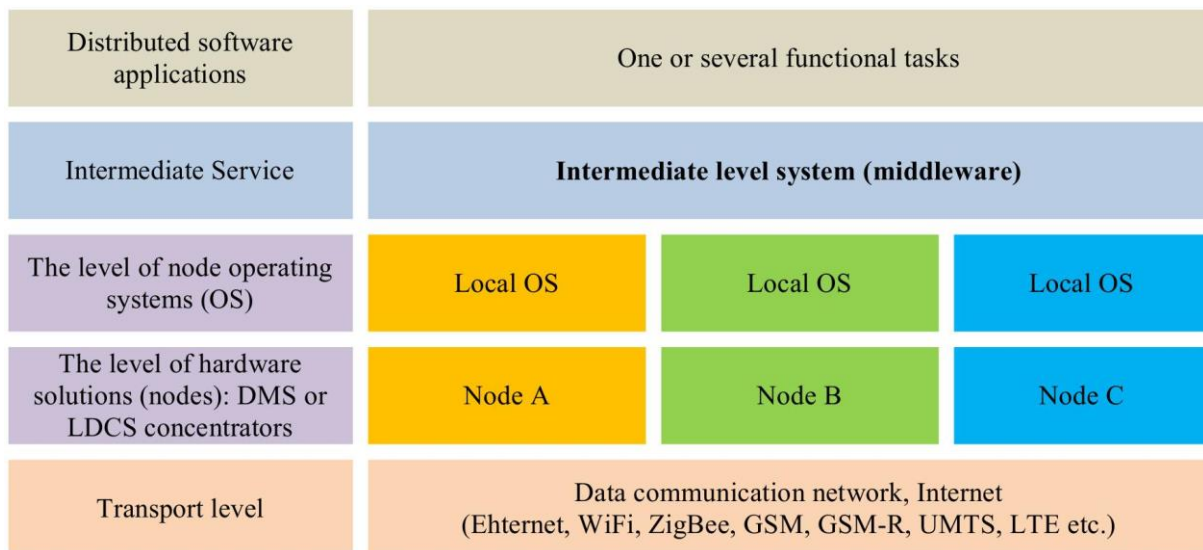 Distributed software
applications
One or several functional tasks
Intermediate Service
Intermediate level system (middleware)
The level of node operating
systems (OS)
Local OS
Local OS
Local OS
The level of hardware
solutions (nodes): DMS or
LDCS concentrators
Node A
Node B
Node C
Transport level
Data communication network, Internet
(Ehternet, WiFi, ZigBee, GSM, GSM-R, UMTS, LTE etc.)